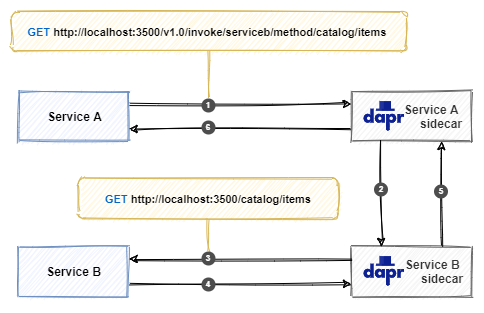 GET http://localhost:3500/v1.0/invoke/serviceb/method/catalog/items
Service A
1
6
dapr
Service A
sidecar
2
5
GET http://localhost:3500/catalog/items
Service B
3
4
dapr
Service B
sidecar